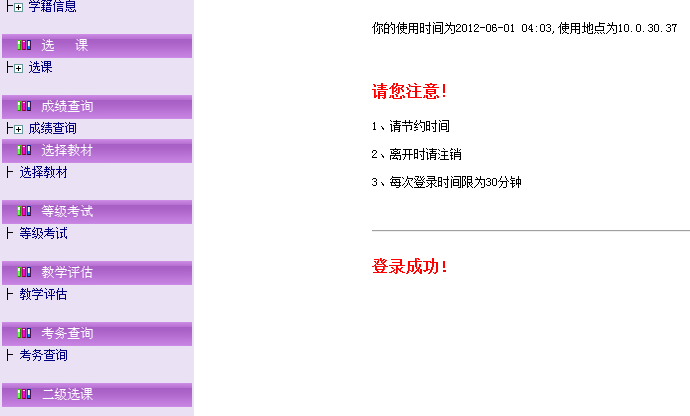 学籍信息
选 课
选课
成绩查询
成绩查询
选择教材
选择教材
等级考试
等级考试
教学评估
教学评估
考务查询
考务查询
二级选课
你的使用时间为2012-06-01 04:03,使用地点为10.0.30.37
请您注意!
1、请节约时间
2、离开时请注销
3、每次登录时间限为30分钟
登录成功!